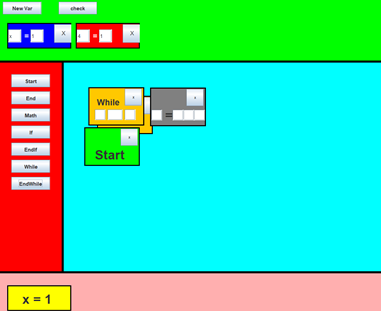 New Var check
= X = X
Start
End
Math
If
Endif
While
EndWhile
While
=
Start
x = 1